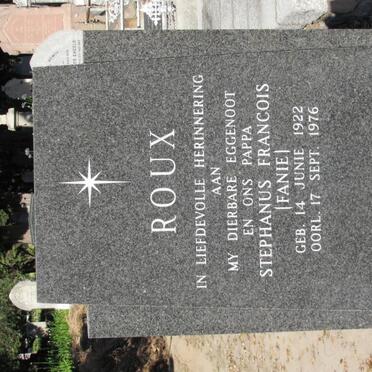 ROUX
IN LIEFDEVOLLE HERINNERING
AAN
MY DIERBARE EGGENOOT
EN ONS PAPPA
STEPHANUS FRANCOIS
[FANIE]
GEB. 14 JUNIE 1922
OORL. 17 SEPT. 1976